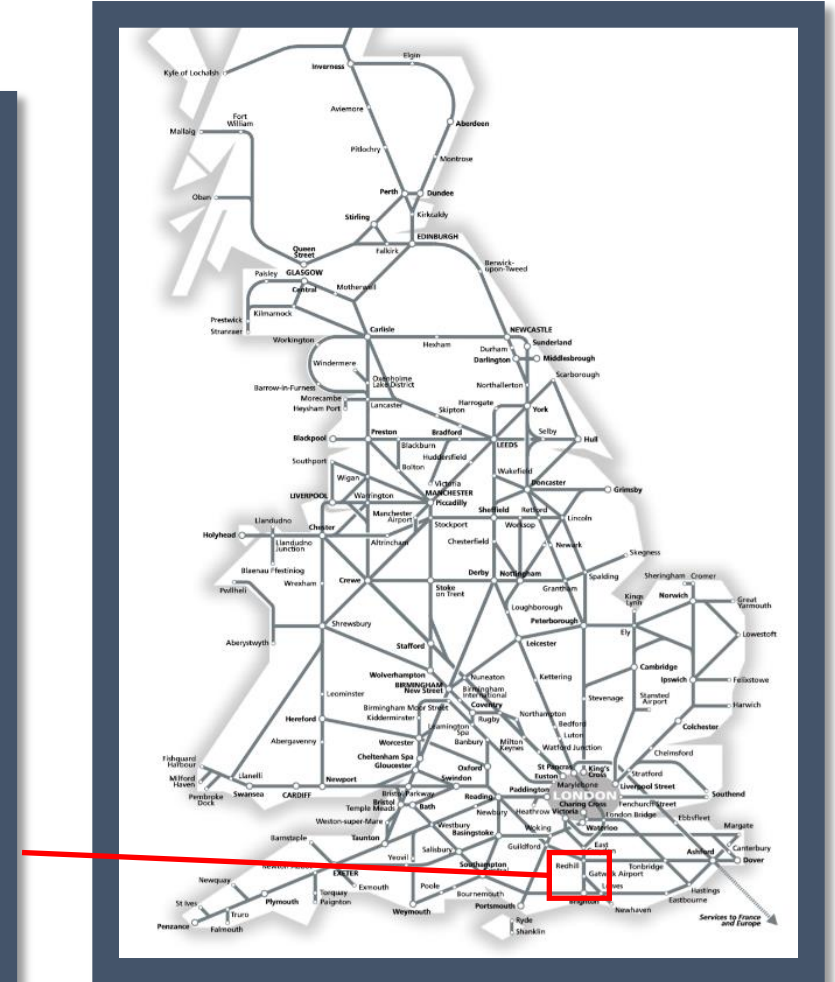 Elgin
Inverness
Kyle of Lochalsh
Aviemore
Fort
William
Aberdeen
Mallaig
Pitlochry
Montrose
Perth
Dundee
Oban
Kirkcaldy
Stirling
EDINBURGH
Queen
Street
Falkirk
Berwick-
upon-Tweed
Paisley
GLASGOW
Central
Motherwell
Kilmarnock
Prestwick
Stranraer
Carlisle
NEWCASTLE
Workington
Hexham
Sunderland
Durham
Darlington
Middlesbrough
Windermere
Scarborough
Oxenholme
Lake District
Northallerton
Barrow-in-Furness
Morecambe
Harrogate
Heysham Port
Lancaster
Skipton
York
Preston
Bradford
Selby
Blackpool
Blackburn
LEEDS
Hull
Huddersfield
Southport
Bolton
Wakefield
Wigan
Victoria
Doncaster
MANCHESTER
Grimsby
LIVERPOOL
Warrington
Piccadilly
Manchester
Airport
Sheffield
Retford
Lincoln
Llandudno
Chester
Stockport
Worksop
Holyhead
Llandudno
Junction
Altrincham
Chesterfield
Newark
Skegness
Blaenau Ffestiniog
Derby
Nottingham
Spalding
Sheringham
Cromer
Pwllheli
Wrexham
Crewe
Stoke
on Trent
Grantham
Kings
Lynn
Norwich
Great
Yarmouth
Loughborough
Aberystwyth
Shrewsbury
Peterborough
Ely
Lowestoft
Stafford
Leicester
Cambridge
Wolverhampton
Nuneaton
Kettering
Ipswich
Felixstowe
BIRMINGHAM
New Street
Birmingham
International
Leominster
Stevenage
Stansted
Airport
Birmingham Moor Street
Coventry
Harwich
Kidderminster
Rugby
Northampton
Hereford
Leamington
Spa
Bedford
Colchester
Abergavenny
Worcester
Banbury
Milton
Keynes
Luton
Watford Junction
Chelmsford
Fishguard
Harbour
Cheltenham Spa
Gloucester
Oxford
St Pancras
Euston
King's
Cross
Stratford
Milford
Haven
Llanelli
Newport
Swindon
Marylebone
Liverpool Street
Pembroke
Dock
Swansea
CARDIFF
Bristol Parkway
Reading
Paddington
LONDON
Southend
Bristol
Temple Meads
Bath
Newbury
Heathrow
Charing Cross
Victoria
Fenchurch Street
London Bridge
Ebbsfleet
Weston-super-Mare
Westbury
Basingstoke
Woking
Waterloo
Margate
Barnstaple
Taunton
Salisbury
Guildford
East
Canterbury
Ashford
Dover
Yeovil
Southampton
Redhill
Tonbridge
EXETER
Gatwick Airport
Newquay
Exmouth
Poole
Bournemouth
Lewes
Hastings
St Ives
Plymouth
Torquay
Paignton
Weymouth
Portsmouth
Brighton
Newhaven
Eastbourne
Truro
Ryde
Services to France
and Europe
Penzance
Falmouth
Shanklin